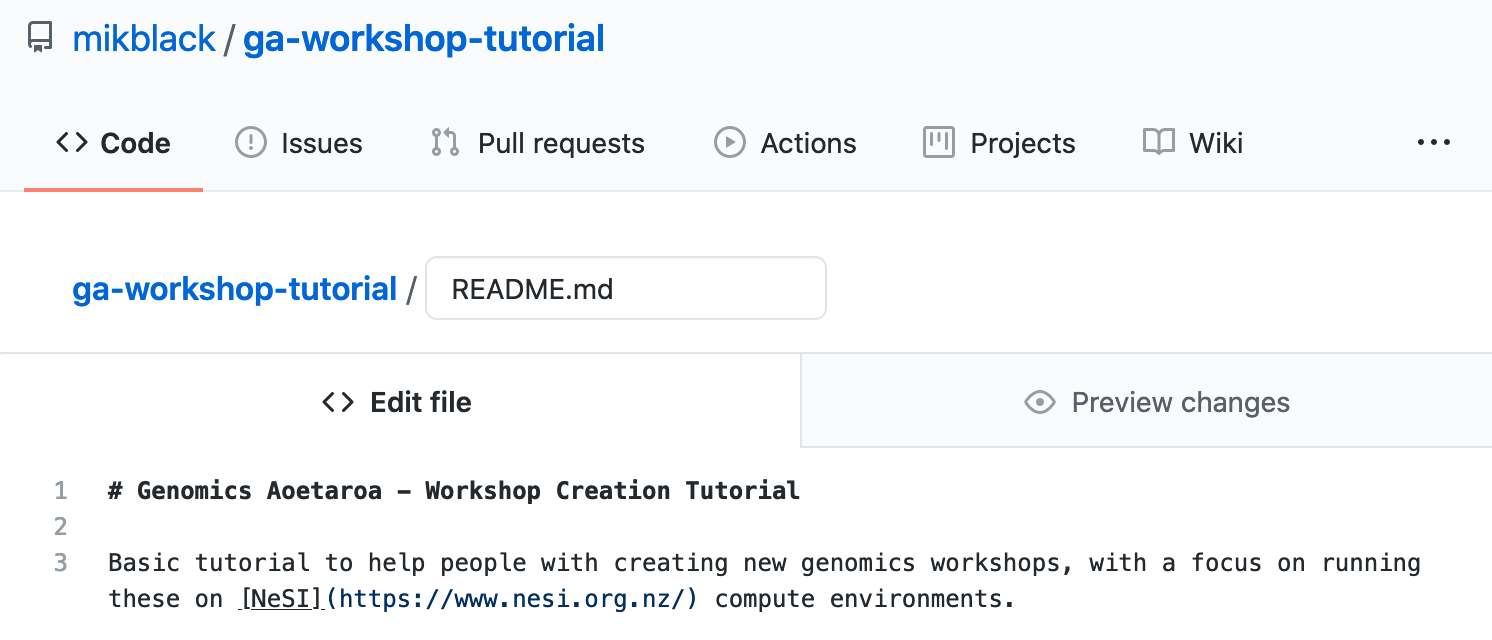 mikblack / ga-workshop-tutorial
Code Issues Pull requests Actions Projects Wiki ...
ga-workshop-tutorial / README.md
<> Edit file Preview changes
1 # Genomics Aoetaroa - Workshop Creation Tutorial
2
3 Basic tutorial to help people with creating new genomics workshops, with a focus on running
these on [NeSI](https://www.nesi.org.nz/) compute environments.